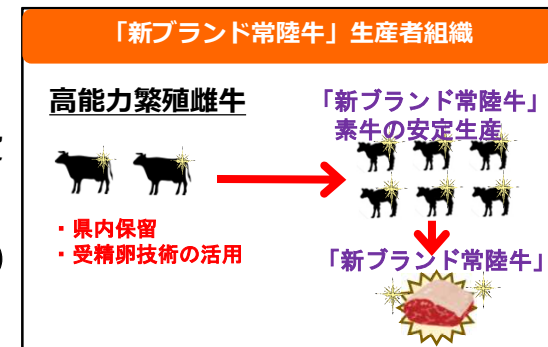 「新ブランド常陸牛」生産者組織
高能力繁殖雌牛
「新ブランド常陸牛」
素牛の安定生産
・県内保留
・受精卵技術の活用
「新ブランド常陸牛」